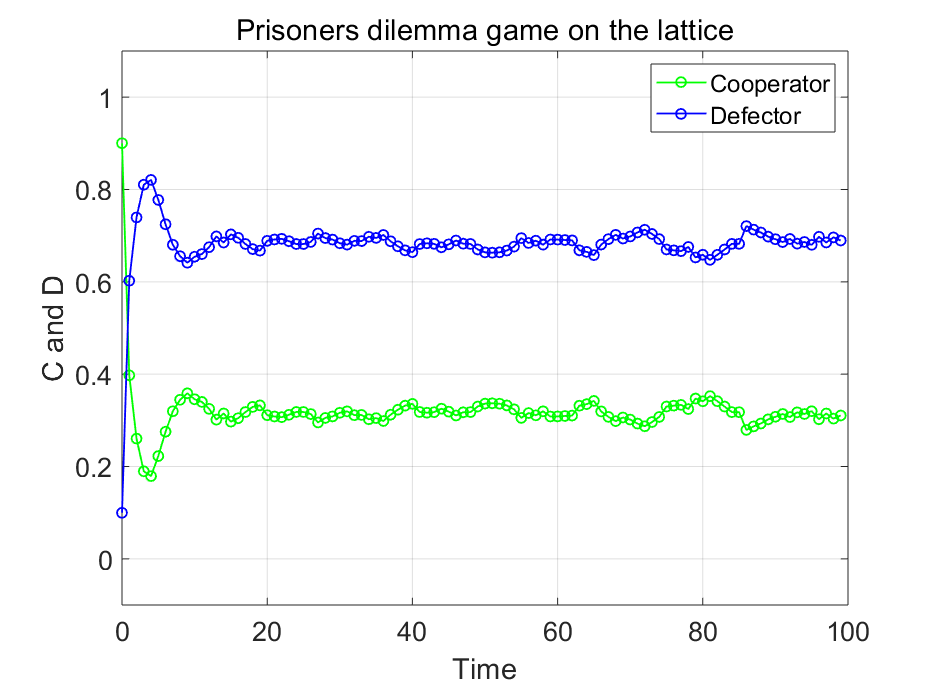 Prisoners dilemma game on the lattice
Cooperator
Defector
1
0.8
0.6
0.4
0.2
0
C and D
0 20 40 60 80 100
Time